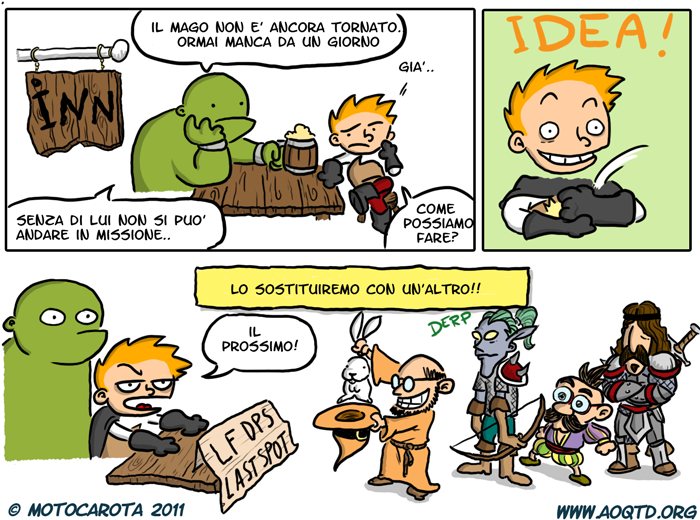 IL MAGO NON E' ANCORA TORNATO.
ORMAI MANCA DA UN GIORNO
GIA'..
INN
SENZA DI LUI NON SI PUO'
ANDARE IN MISSIONE..
COME
POSSIAMO
FARE?
IDEA!
LO SOSTITUIREMO CON UN'ALTRO!!
IL
PROSSIMO!
DERP
LF DPS
LAST SPOT
© MOTOCAROTA 2011
WWW.AOQTD.ORG